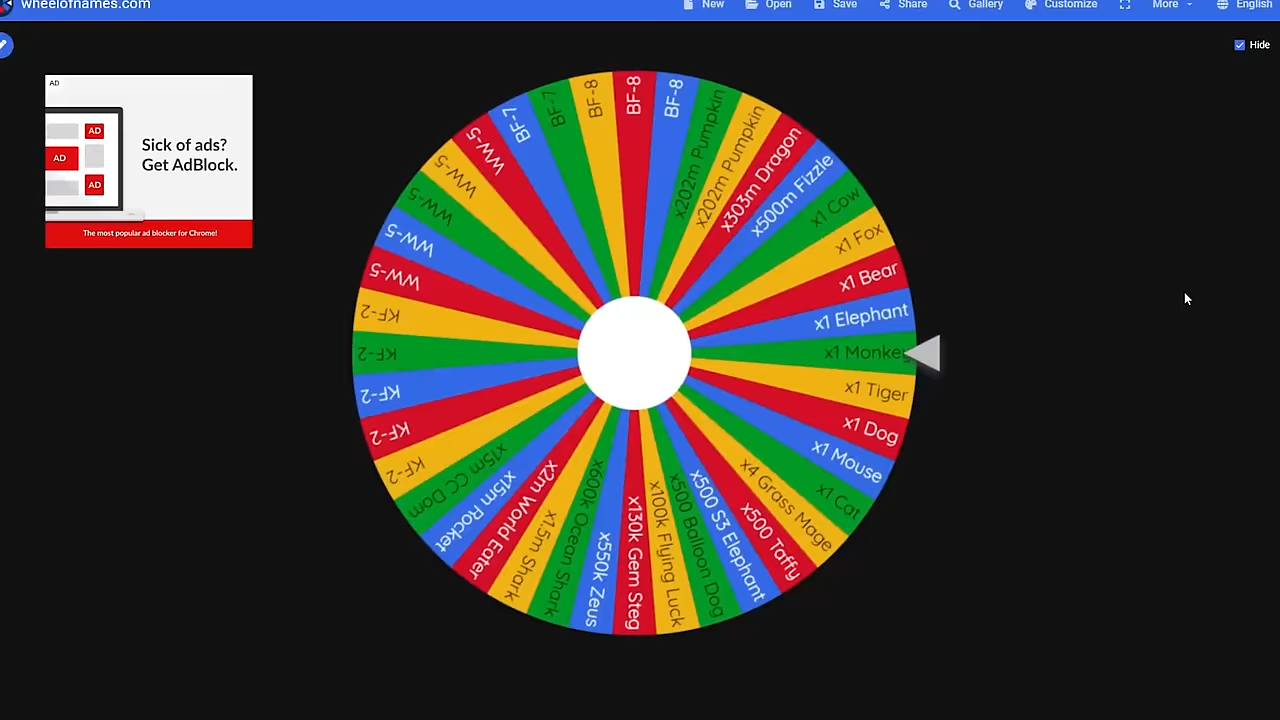 wheelofnames.com
New
Open
Save
Share
Gallery
Customize
More
English
Hide
AD
AD
AD
AD
Sick of ads?
Get AdBlock.
The most popular ad blocker for Chrome!
BF-8
BF-8
x202m Pumpkin
x202m Pumpkin
x303m Dragon
x500m Fizzle
x1 Cow
x1 Fox
x1 Bear
x1 Elephant
x1 Monkey
x1 Tiger
x1 Dog
x1 Mouse
x1 Cat
x4 Grass Mage
x500 Taffy
x500 S3 Elephant
x500 Balloon Dog
x100k Flying Luck
x130k Gem Steg
x550k Zeus
x600k Ocean Shark
x1.5m Shark
x2m World Eater
x15m Rocket
x15m CC Dom
KF-2
KF-2
KF-2
KF-2
KF-2
WW-5
WW-5
WW-5
WW-5
WW-5
BF-7
BF-7
BF-8